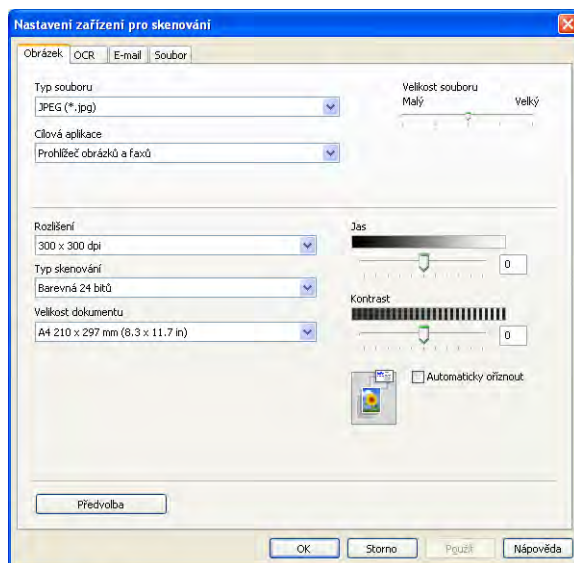 Nastavení zařízení pro skenování
Obrázek OCR E-mail Soubor
Typ souboru
JPEG (*.jpg)
Velikost souboru
Malý Velký
Cílová aplikace
Prohlížeč obrázků a faxů
Rozlišení
300 x 300 dpi
Typ skenování
Barevná 24 bitů
Velikost dokumentu
A4 210 x 297 mm (8.3 x 11.7 in)
Jas
0
Kontrast
0
Automaticky oříznout
Předvolba
OK Storno Použít Nápověda